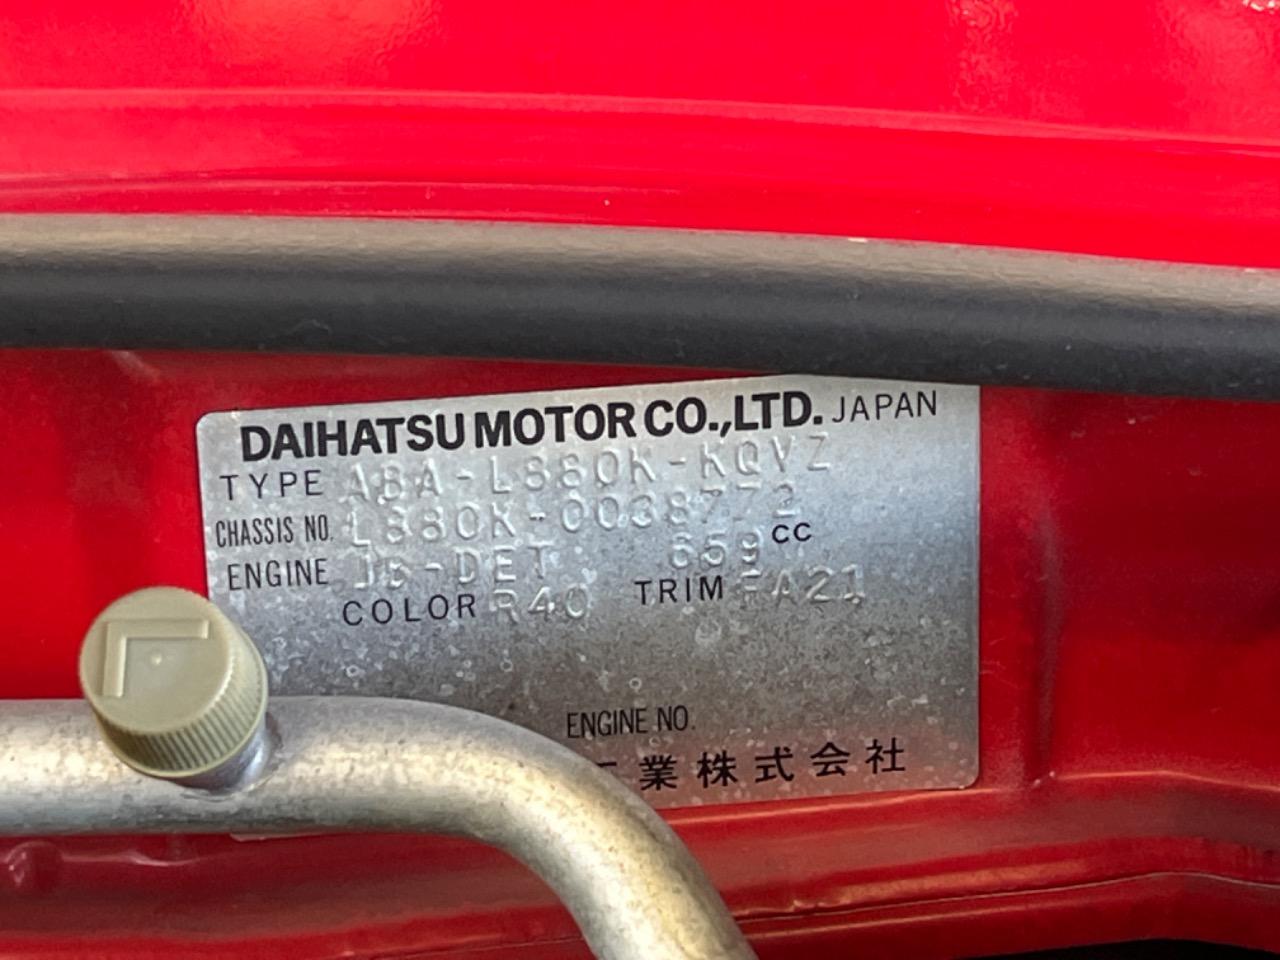 DAIHATSU MOTOR CO.,LTD. JAPAN
TYPE ABA-L880K-KQVZ
CHASSIS NO. L880K-0038772
ENGINE JB-DET 659 CC
COLOR R40 TRIM FA21
ENGINE NO.
工業株式会社
L